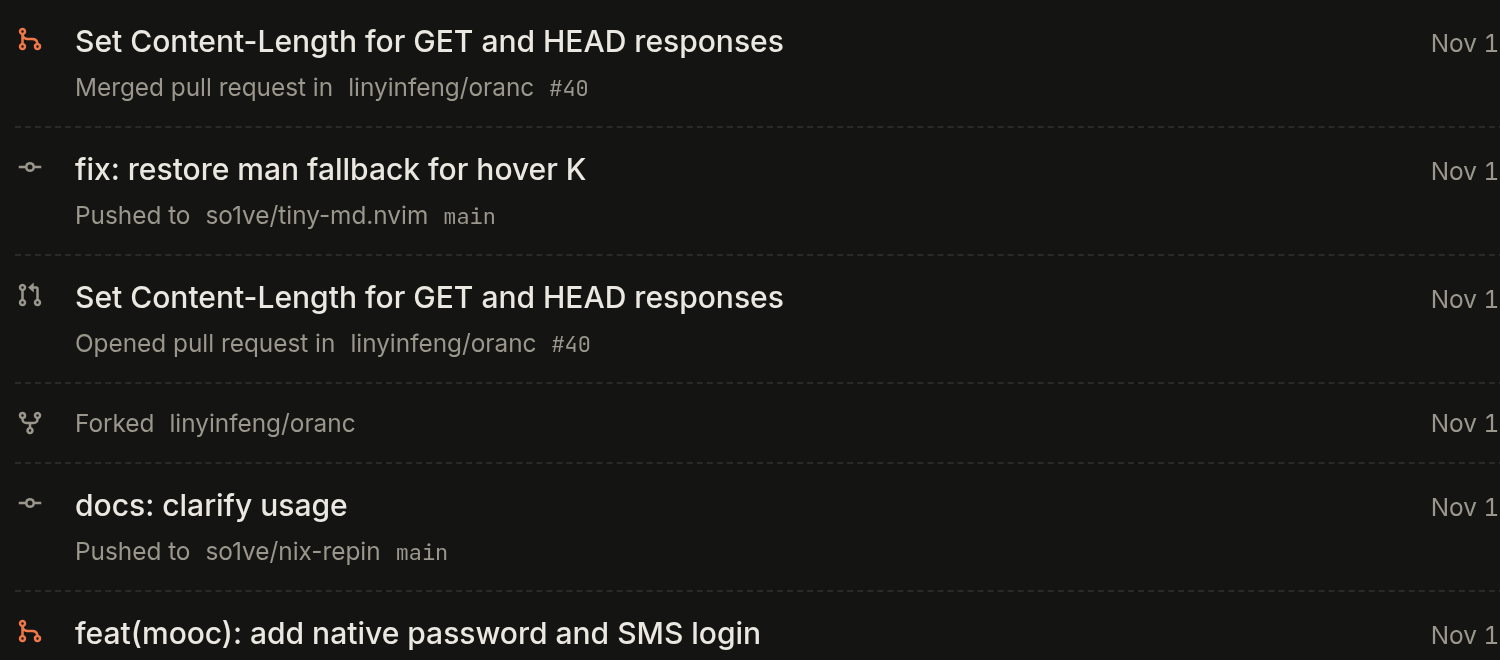 Set Content-Length for GET and HEAD responses Nov 1
Merged pull request in linyinfeng/oranc #40
fix: restore man fallback for hover K Nov 1
Pushed to so1ve/tiny-md.nvim main
Set Content-Length for GET and HEAD responses Nov 1
Opened pull request in linyinfeng/oranc #40
Forked linyinfeng/oranc Nov 1
docs: clarify usage Nov 1
Pushed to so1ve/nix-repin main
feat(mooc): add native password and SMS login Nov 1